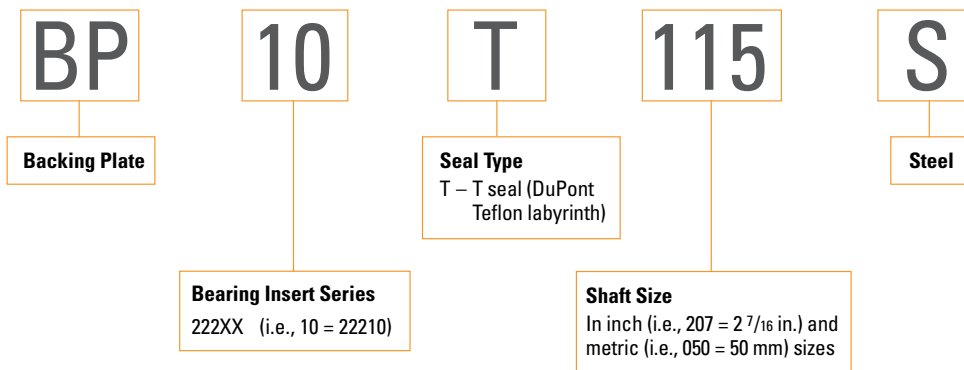 BP 10 T 115 S
Backing Plate
Seal Type
T – T seal (DuPont
Teflon labyrinth)
Steel
Bearing Insert Series
222XX (i.e., 10 = 22210)
Shaft Size
In inch (i.e., 207 = 2 7/16 in.) and
metric (i.e., 050 = 50 mm) sizes